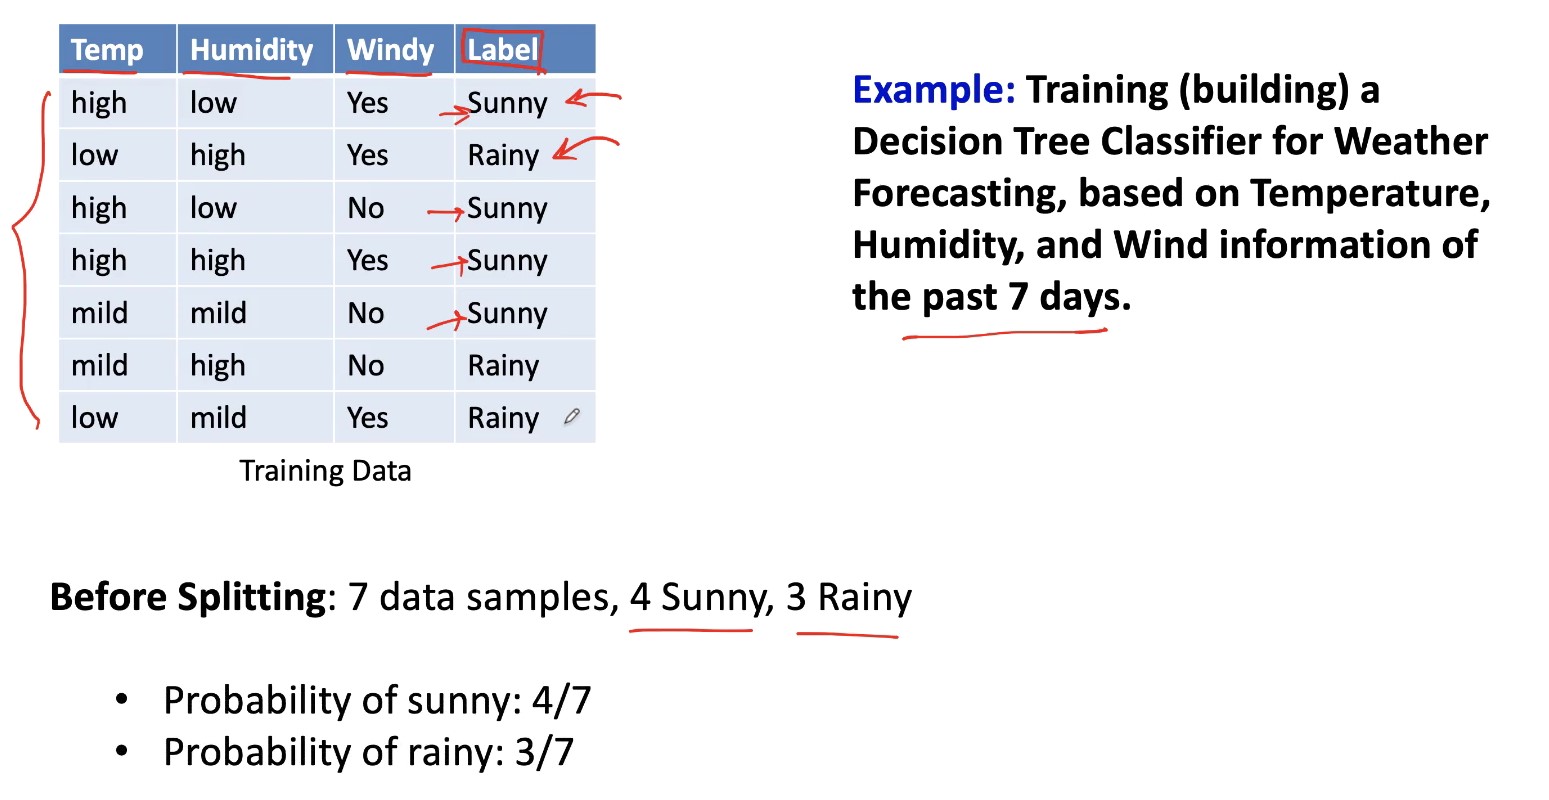 Temp Humidity Windy Label
high low Yes Sunny
low high Yes Rainy
high low No Sunny
high high Yes Sunny
mild mild No Sunny
mild high No Rainy
low mild Yes Rainy
Training Data
Example: Training (building) a
Decision Tree Classifier for Weather
Forecasting, based on Temperature,
Humidity, and Wind information of
the past 7 days.
Before Splitting: 7 data samples, 4 Sunny, 3 Rainy
• Probability of sunny: 4/7
• Probability of rainy: 3/7